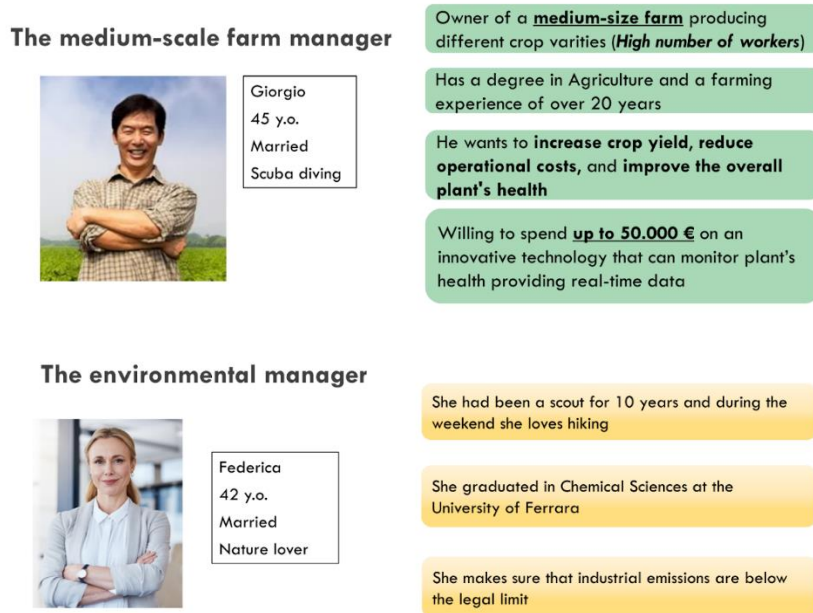 The medium-scale farm manager
Giorgio
45 y.o.
Married
Scuba diving
Owner of a medium-size farm producing
different crop varities (High number of workers)
Has a degree in Agriculture and a farming
experience of over 20 years
He wants to increase crop yield, reduce
operational costs, and improve the overall
plant's health
Willing to spend up to 50.000 € on an
innovative technology that can monitor plant's
health providing real-time data
The environmental manager
Federica
42 y.o.
Married
Nature lover
She had been a scout for 10 years and during the
weekend she loves hiking
She graduated in Chemical Sciences at the
University of Ferrara
She makes sure that industrial emissions are below
the legal limit